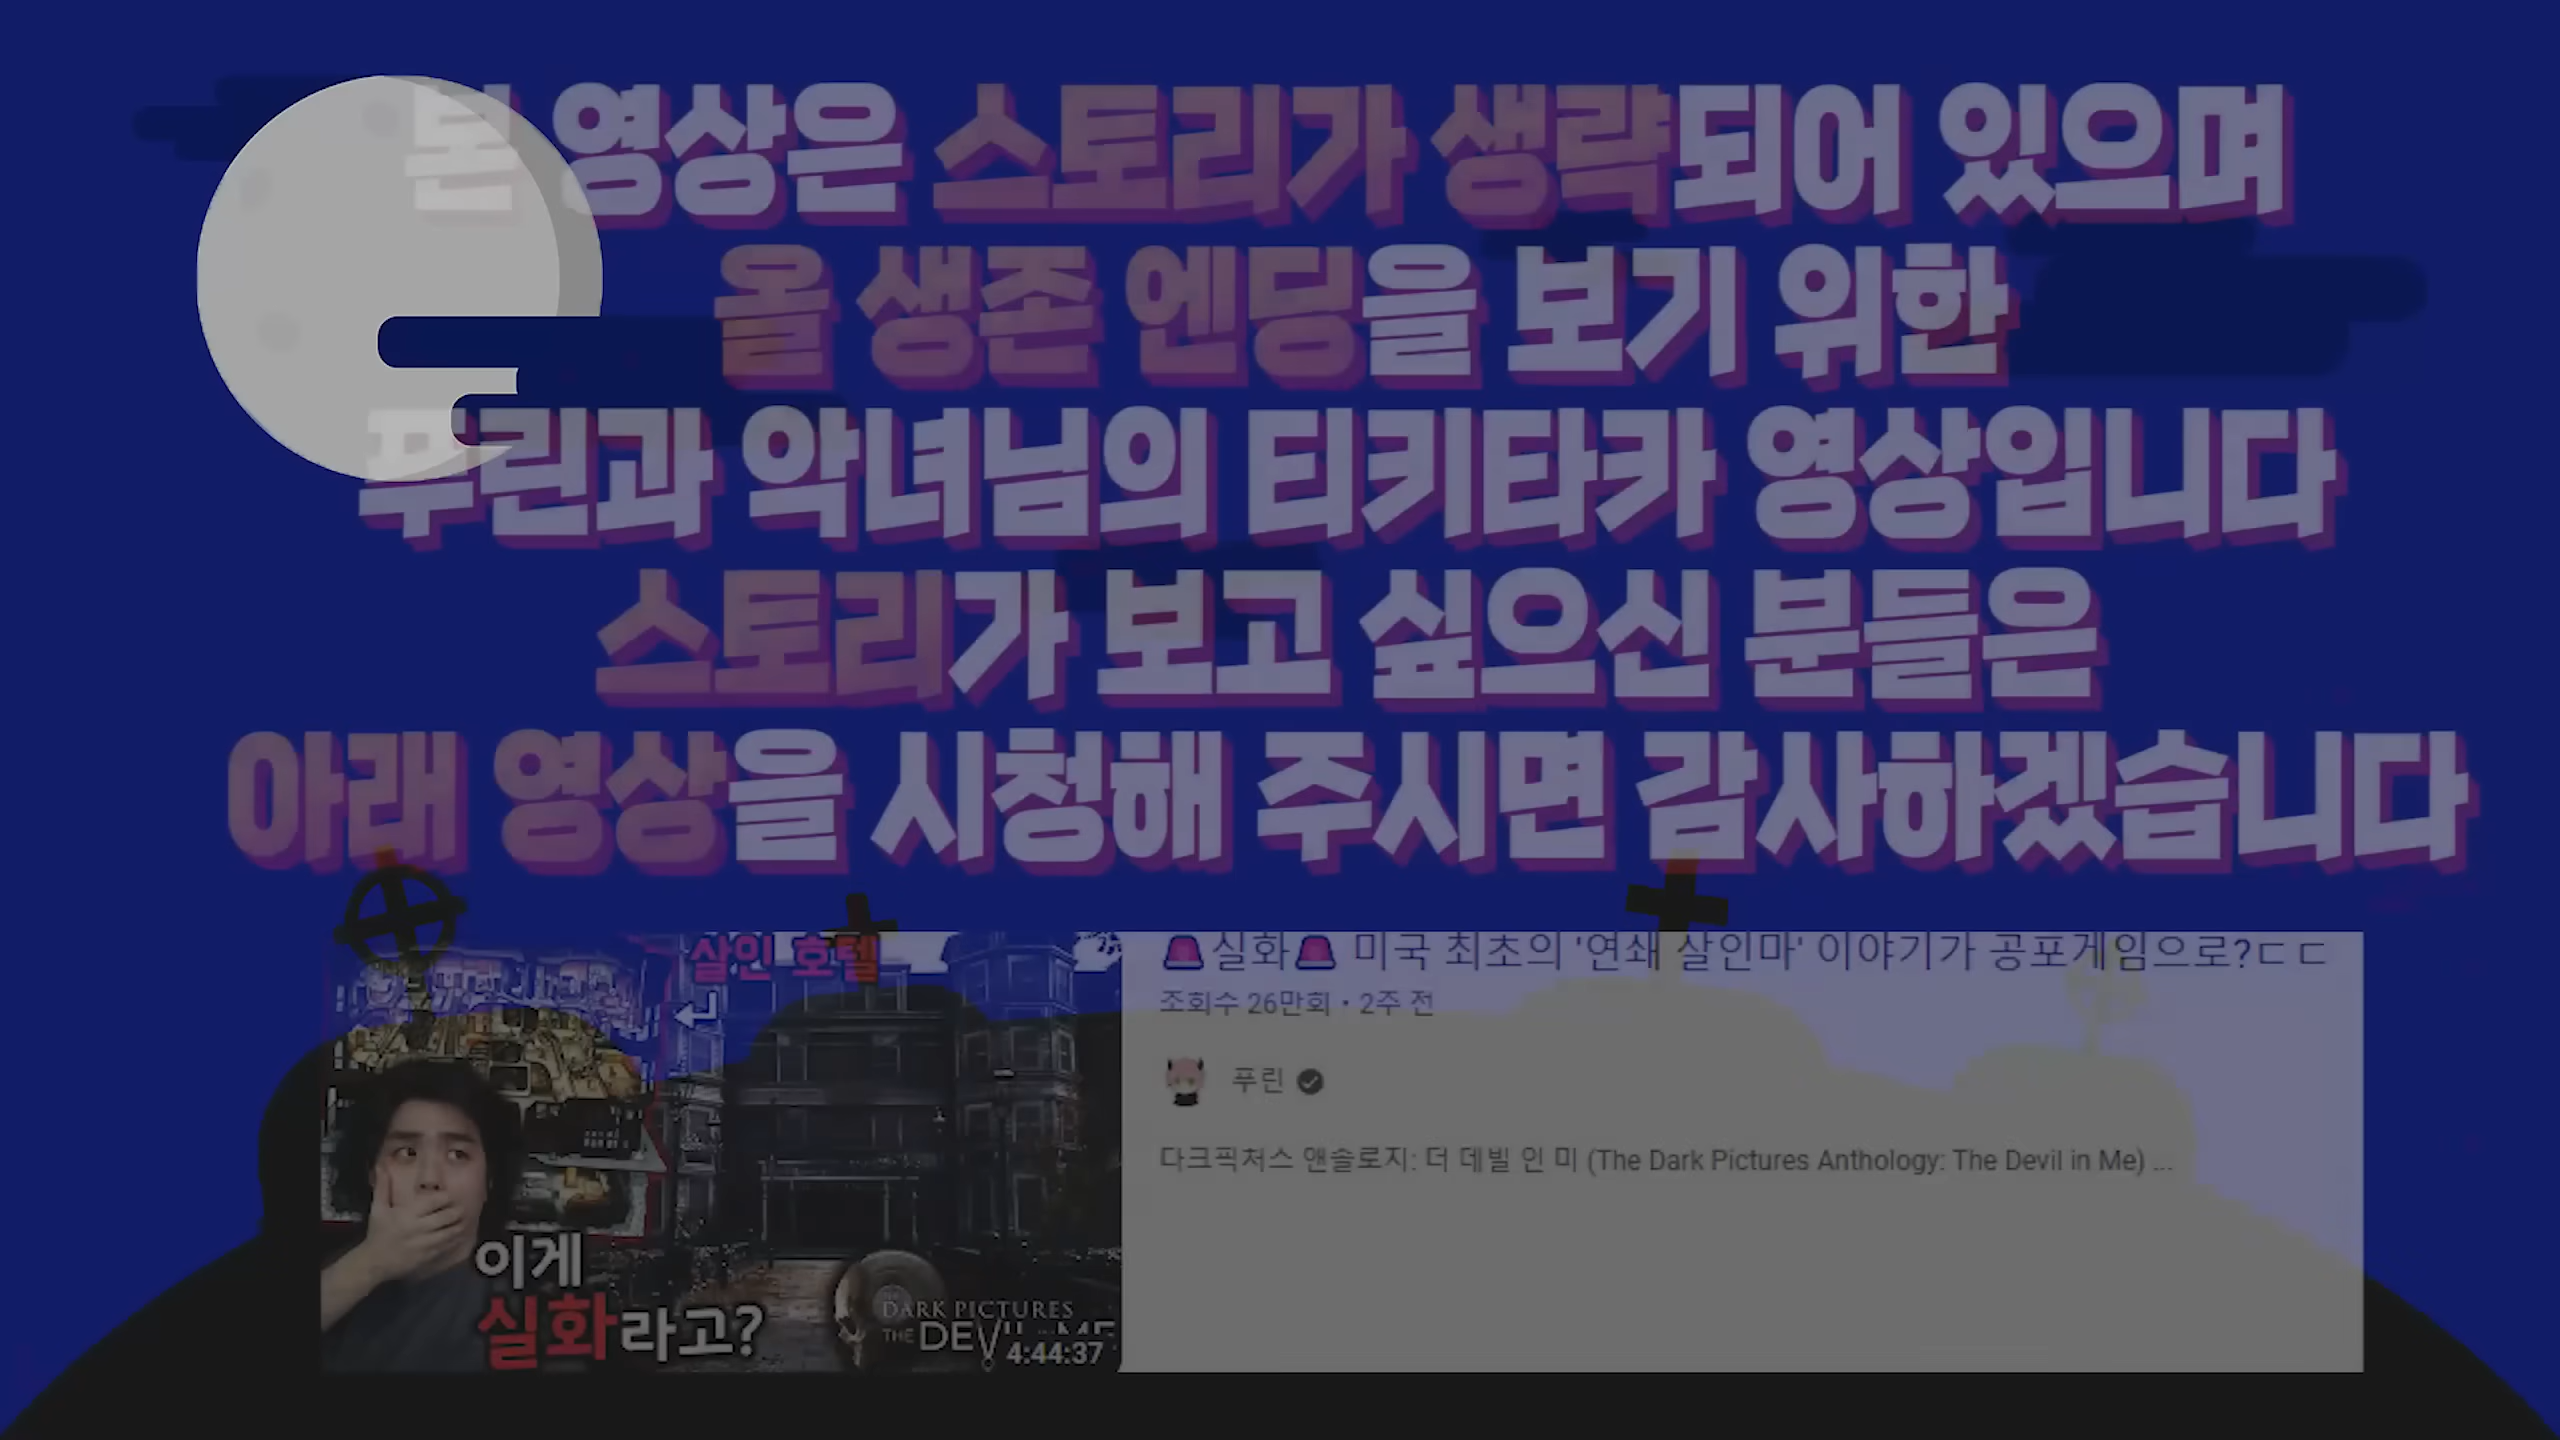 본 영상은 스토리가 생략되어 있으며
올 생존 엔딩을 보기 위한
푸린과 악녀님의 티키타카 영상입니다
스토리가 보고 싶으신 분들은
아래 영상을 시청해 주시면 감사하겠습니다
살인 호텔
이게
실화라고?
DARK PICTURES
THE DEVIL IN ME
4:44:37
실화 미국 최초의 '연쇄 살인마' 이야기가 공포게임으로?ㄷㄷ
조회수 26만회 • 2주 전
푸린
다크픽처스 앤솔로지: 더 데빌 인 미 (The Dark Pictures Anthology: The Devil in Me) ...